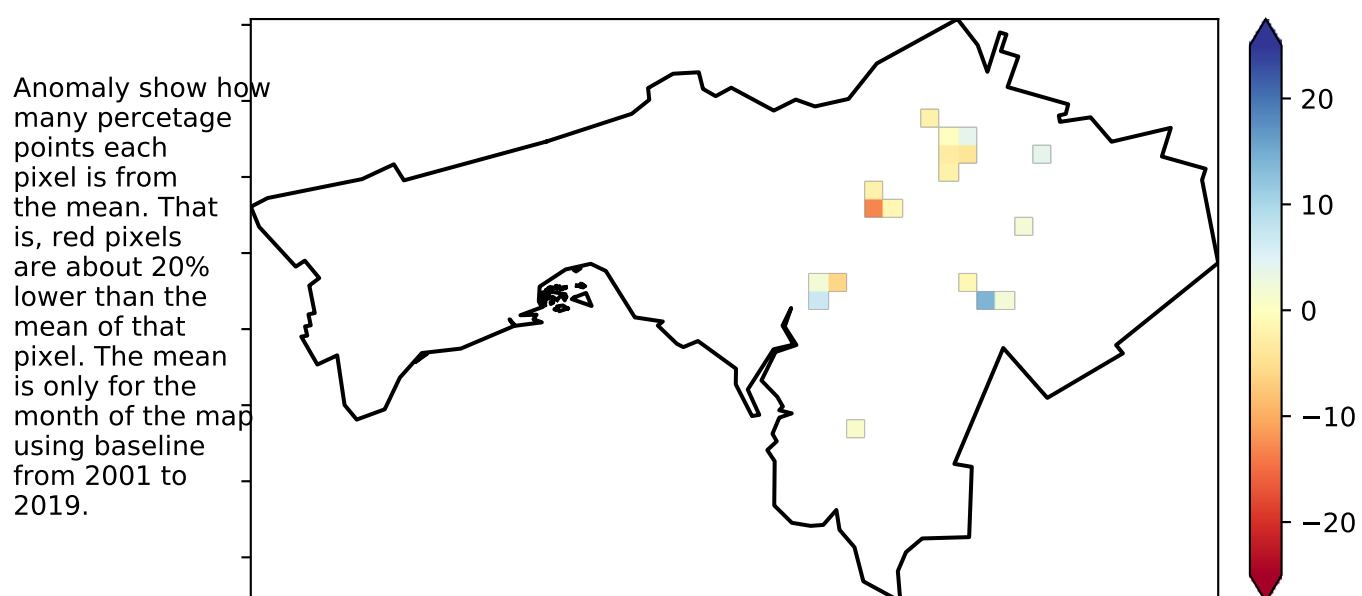 Anomaly show how
many percetage
points each
pixel is from
the mean. That
is, red pixels
are about 20%
lower than the
mean of that
pixel. The mean
is only for the
month of the map
using baseline
from 2001 to
2019.
20
10
0
−10
−20